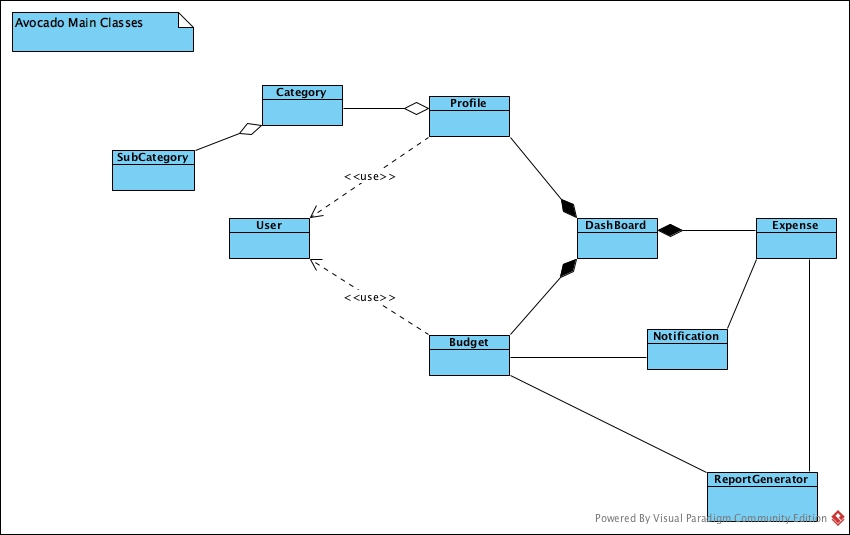 Avocado Main Classes
Category
Profile
SubCategory
<<use>>
User
DashBoard
Expense
<<use>>
Budget
Notification
ReportGenerator
Powered By Visual Paradigm Community Edition